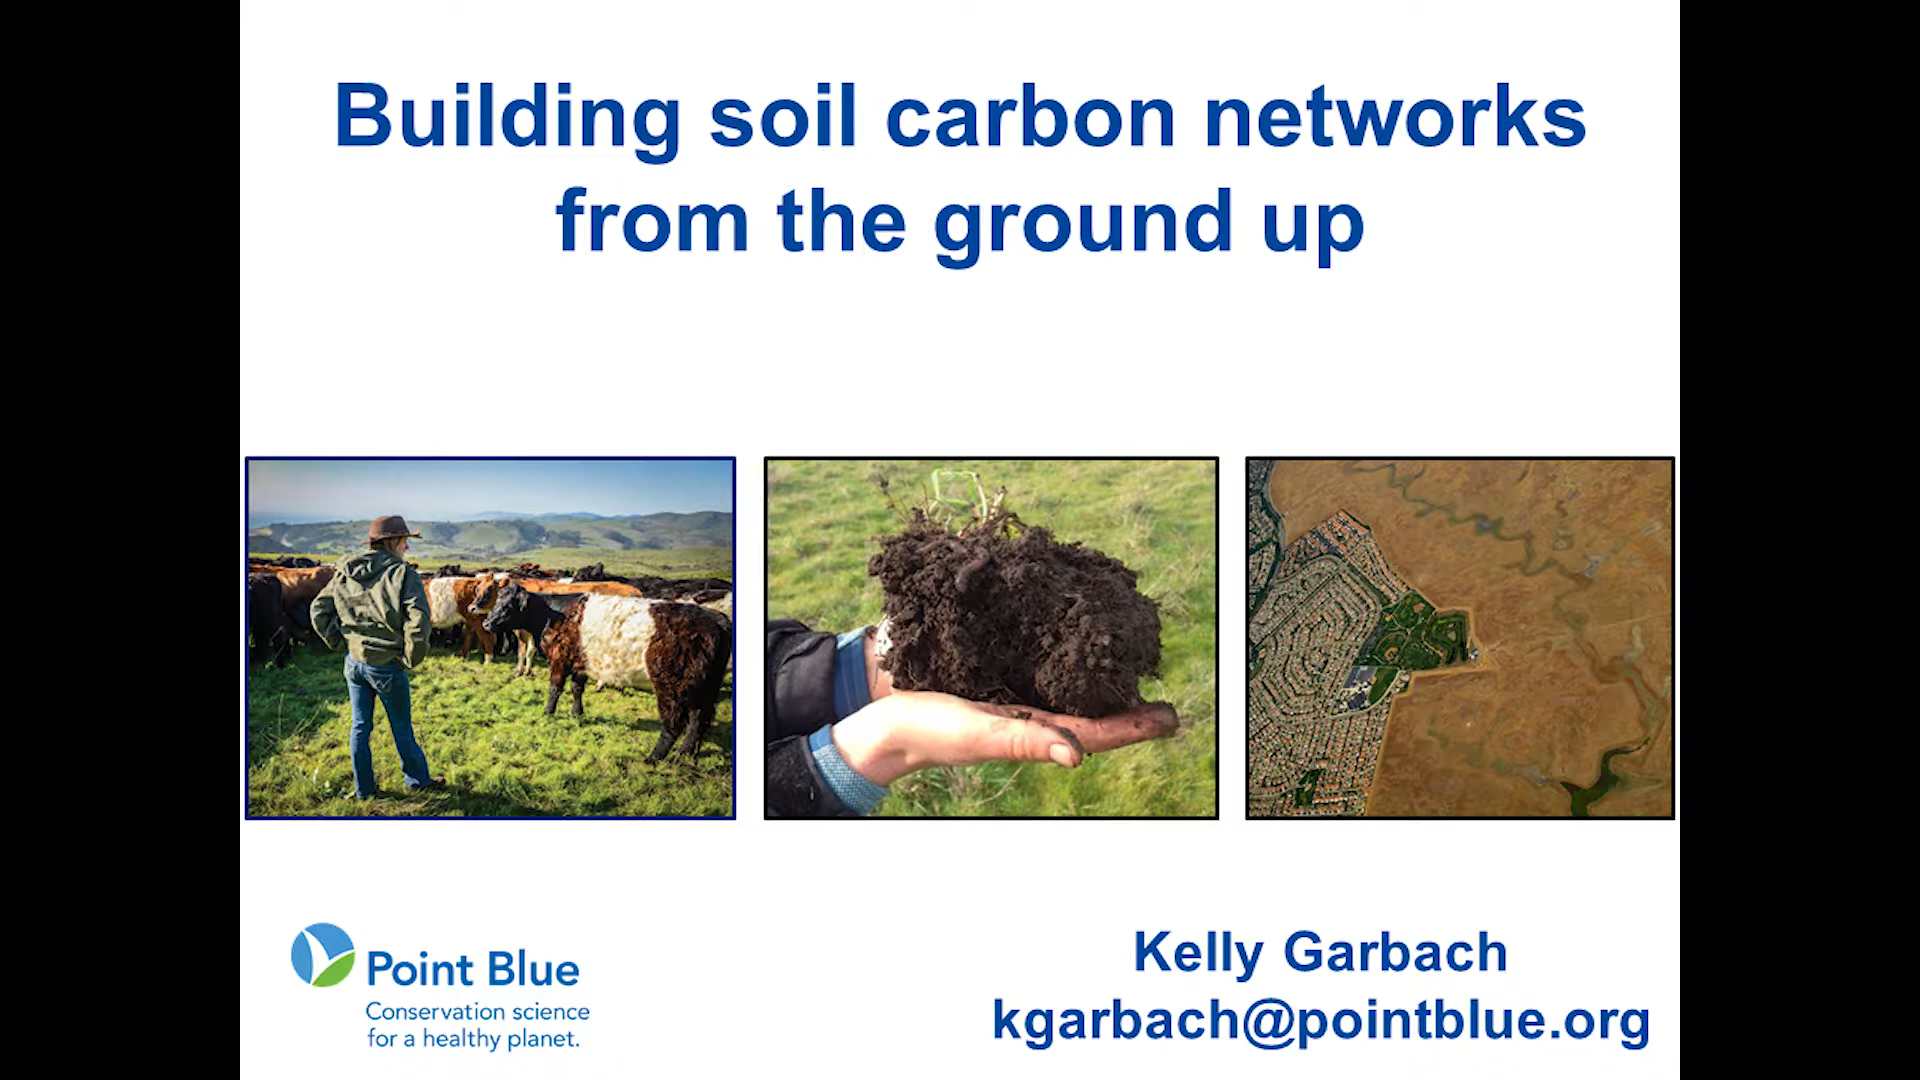 Building soil carbon networks
from the ground up
Point Blue
Conservation science
for a healthy planet.
Kelly Garbach
kgarbach@pointblue.org